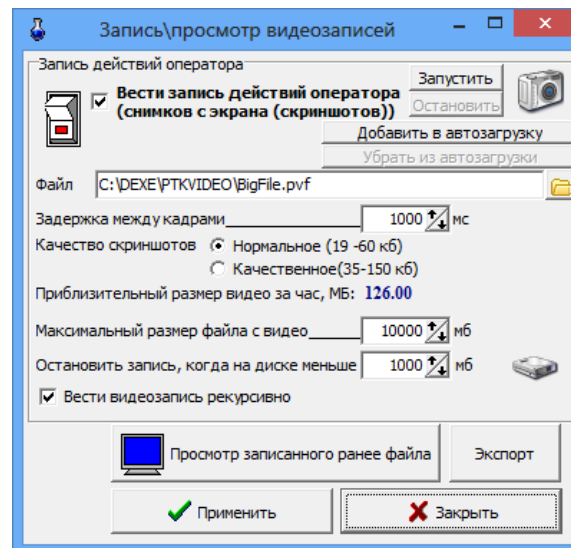 Запись\просмотр видеозаписей
Запись действий оператора
Вести запись действий оператора
(снимков с экрана (скриншотов))
Запустить
Остановить
Добавить в автозагрузку
Убрать из автозагрузки
Файл C:\DEXE\PTKVIDEO\BigFile.pvf
Задержка между кадрами 1000 мс
Качество скриншотов Нормальное (19 -60 кб)
Качественное(35-150 кб)
Приблизительный размер видео за час, МБ: 126.00
Максимальный размер файла с видео 10000 мб
Остановить запись, когда на диске меньше 1000 мб
Вести видеозапись рекурсивно
Просмотр записанного ранее файла Экспорт
Применить Закрыть